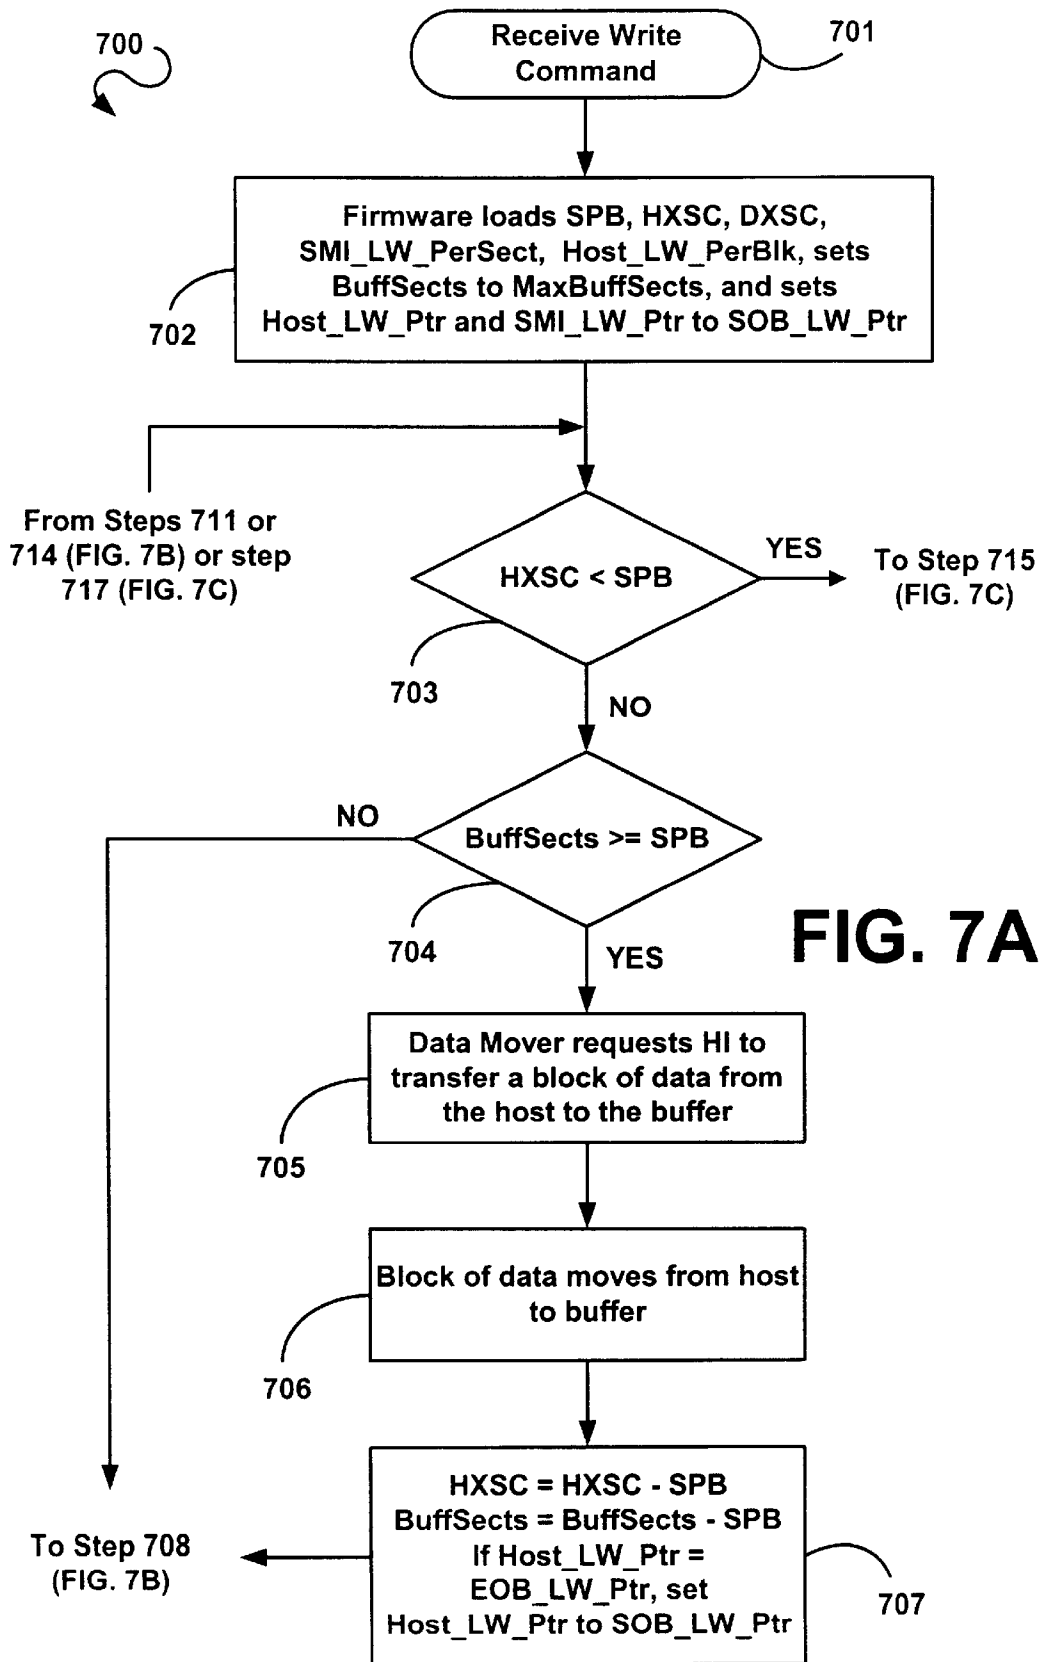 700
Receive Write
Command
701
Firmware loads SPB, HXSC, DXSC,
SMI_LW_PerSect, Host_LW_PerBlk, sets
BuffSects to MaxBuffSects, and sets
Host_LW_Ptr and SMI_LW_Ptr to SOB_LW_Ptr
702
From Steps 711 or
714 (FIG. 7B) or step
717 (FIG. 7C)
HXSC < SPB
YES
To Step 715
(FIG. 7C)
703
NO
BuffSects >= SPB
NO
704
YES
FIG. 7A
Data Mover requests HI to
transfer a block of data from
the host to the buffer
705
Block of data moves from host
to buffer
706
HXSC = HXSC - SPB
BuffSects = BuffSects - SPB
If Host_LW_Ptr =
EOB_LW_Ptr, set
Host_LW_Ptr to SOB_LW_Ptr
707
To Step 708
(FIG. 7B)